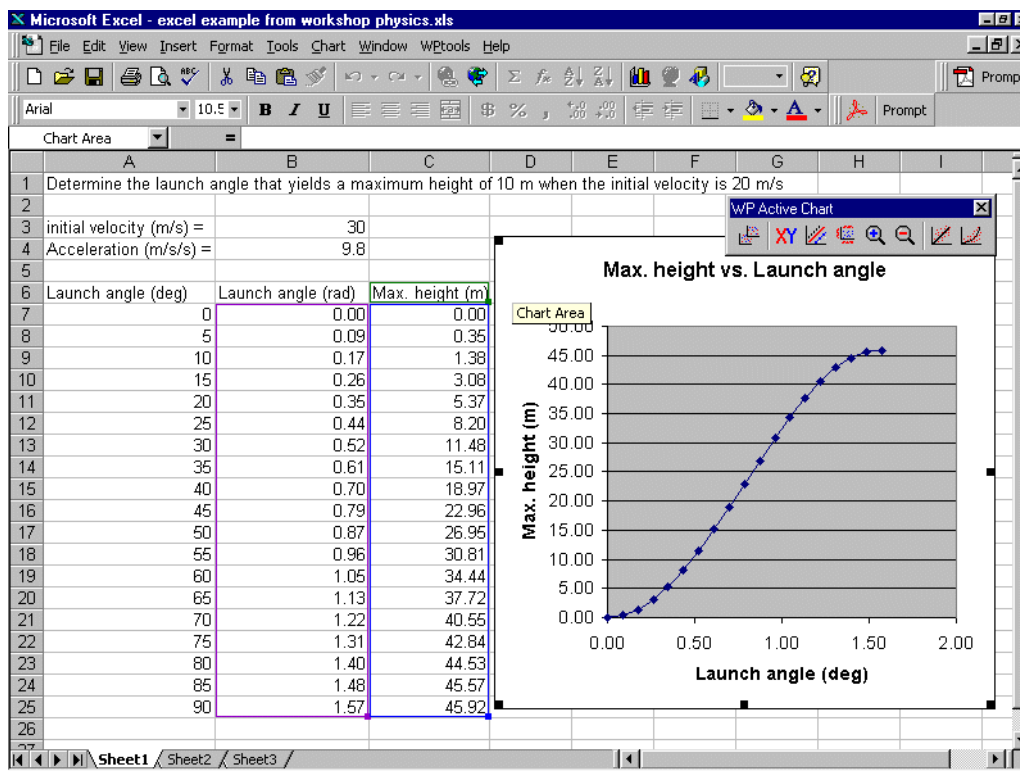 Microsoft Excel - excel example from workshop physics.xls
File Edit View Insert Format Tools Chart Window WPtools Help
Promp
Arial 10.5 B I U $ % , Prompt
Chart Area =
A B C D E F G H I
1 Determine the launch angle that yields a maximum height of 10 m when the initial velocity is 20 m/s
2
WP Active Chart
XY
3 initial velocity (m/s) = 30
4 Acceleration (m/s/s) = 9.8
5
6 Launch angle (deg) Launch angle (rad) Max. height (m)
7 0 0.00 0.00
8 5 0.09 0.35
9 10 0.17 1.38
10 15 0.26 3.08
11 20 0.35 5.37
12 25 0.44 8.20
13 30 0.52 11.48
14 35 0.61 15.11
15 40 0.70 18.97
16 45 0.79 22.96
17 50 0.87 26.95
18 55 0.96 30.81
19 60 1.05 34.44
20 65 1.13 37.72
21 70 1.22 40.55
22 75 1.31 42.84
23 80 1.40 44.53
24 85 1.48 45.57
25 90 1.57 45.92
26
Max. height vs. Launch angle
Chart Area
50.00
45.00
40.00
35.00
30.00
25.00
20.00
15.00
10.00
5.00
0.00
Max. height (m)
0.00 0.50 1.00 1.50 2.00
Launch angle (deg)
Sheet1 Sheet2 Sheet3